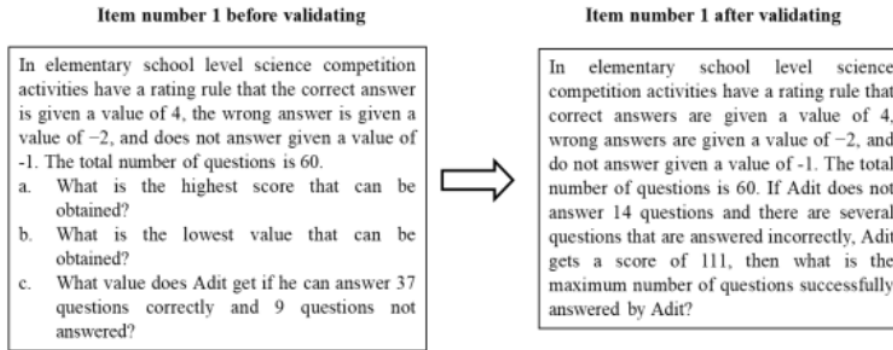 Item number 1 before validating
In elementary school level science competition
activities have a rating rule that the correct answer
is given a value of 4, the wrong answer is given a
value of −2, and does not answer given a value of
-1. The total number of questions is 60.
a. What is the highest score that can be
obtained?
b. What is the lowest value that can be
obtained?
c. What value does Adit get if he can answer 37
questions correctly and 9 questions not
answered?
Item number 1 after validating
In elementary school level science
competition activities have a rating rule that
correct answers are given a value of 4,
wrong answers are given a value of −2, and
do not answer given a value of -1. The total
number of questions is 60. If Adit does not
answer 14 questions and there are several
questions that are answered incorrectly, Adit
gets a score of 111, then what is the
maximum number of questions successfully
answered by Adit?